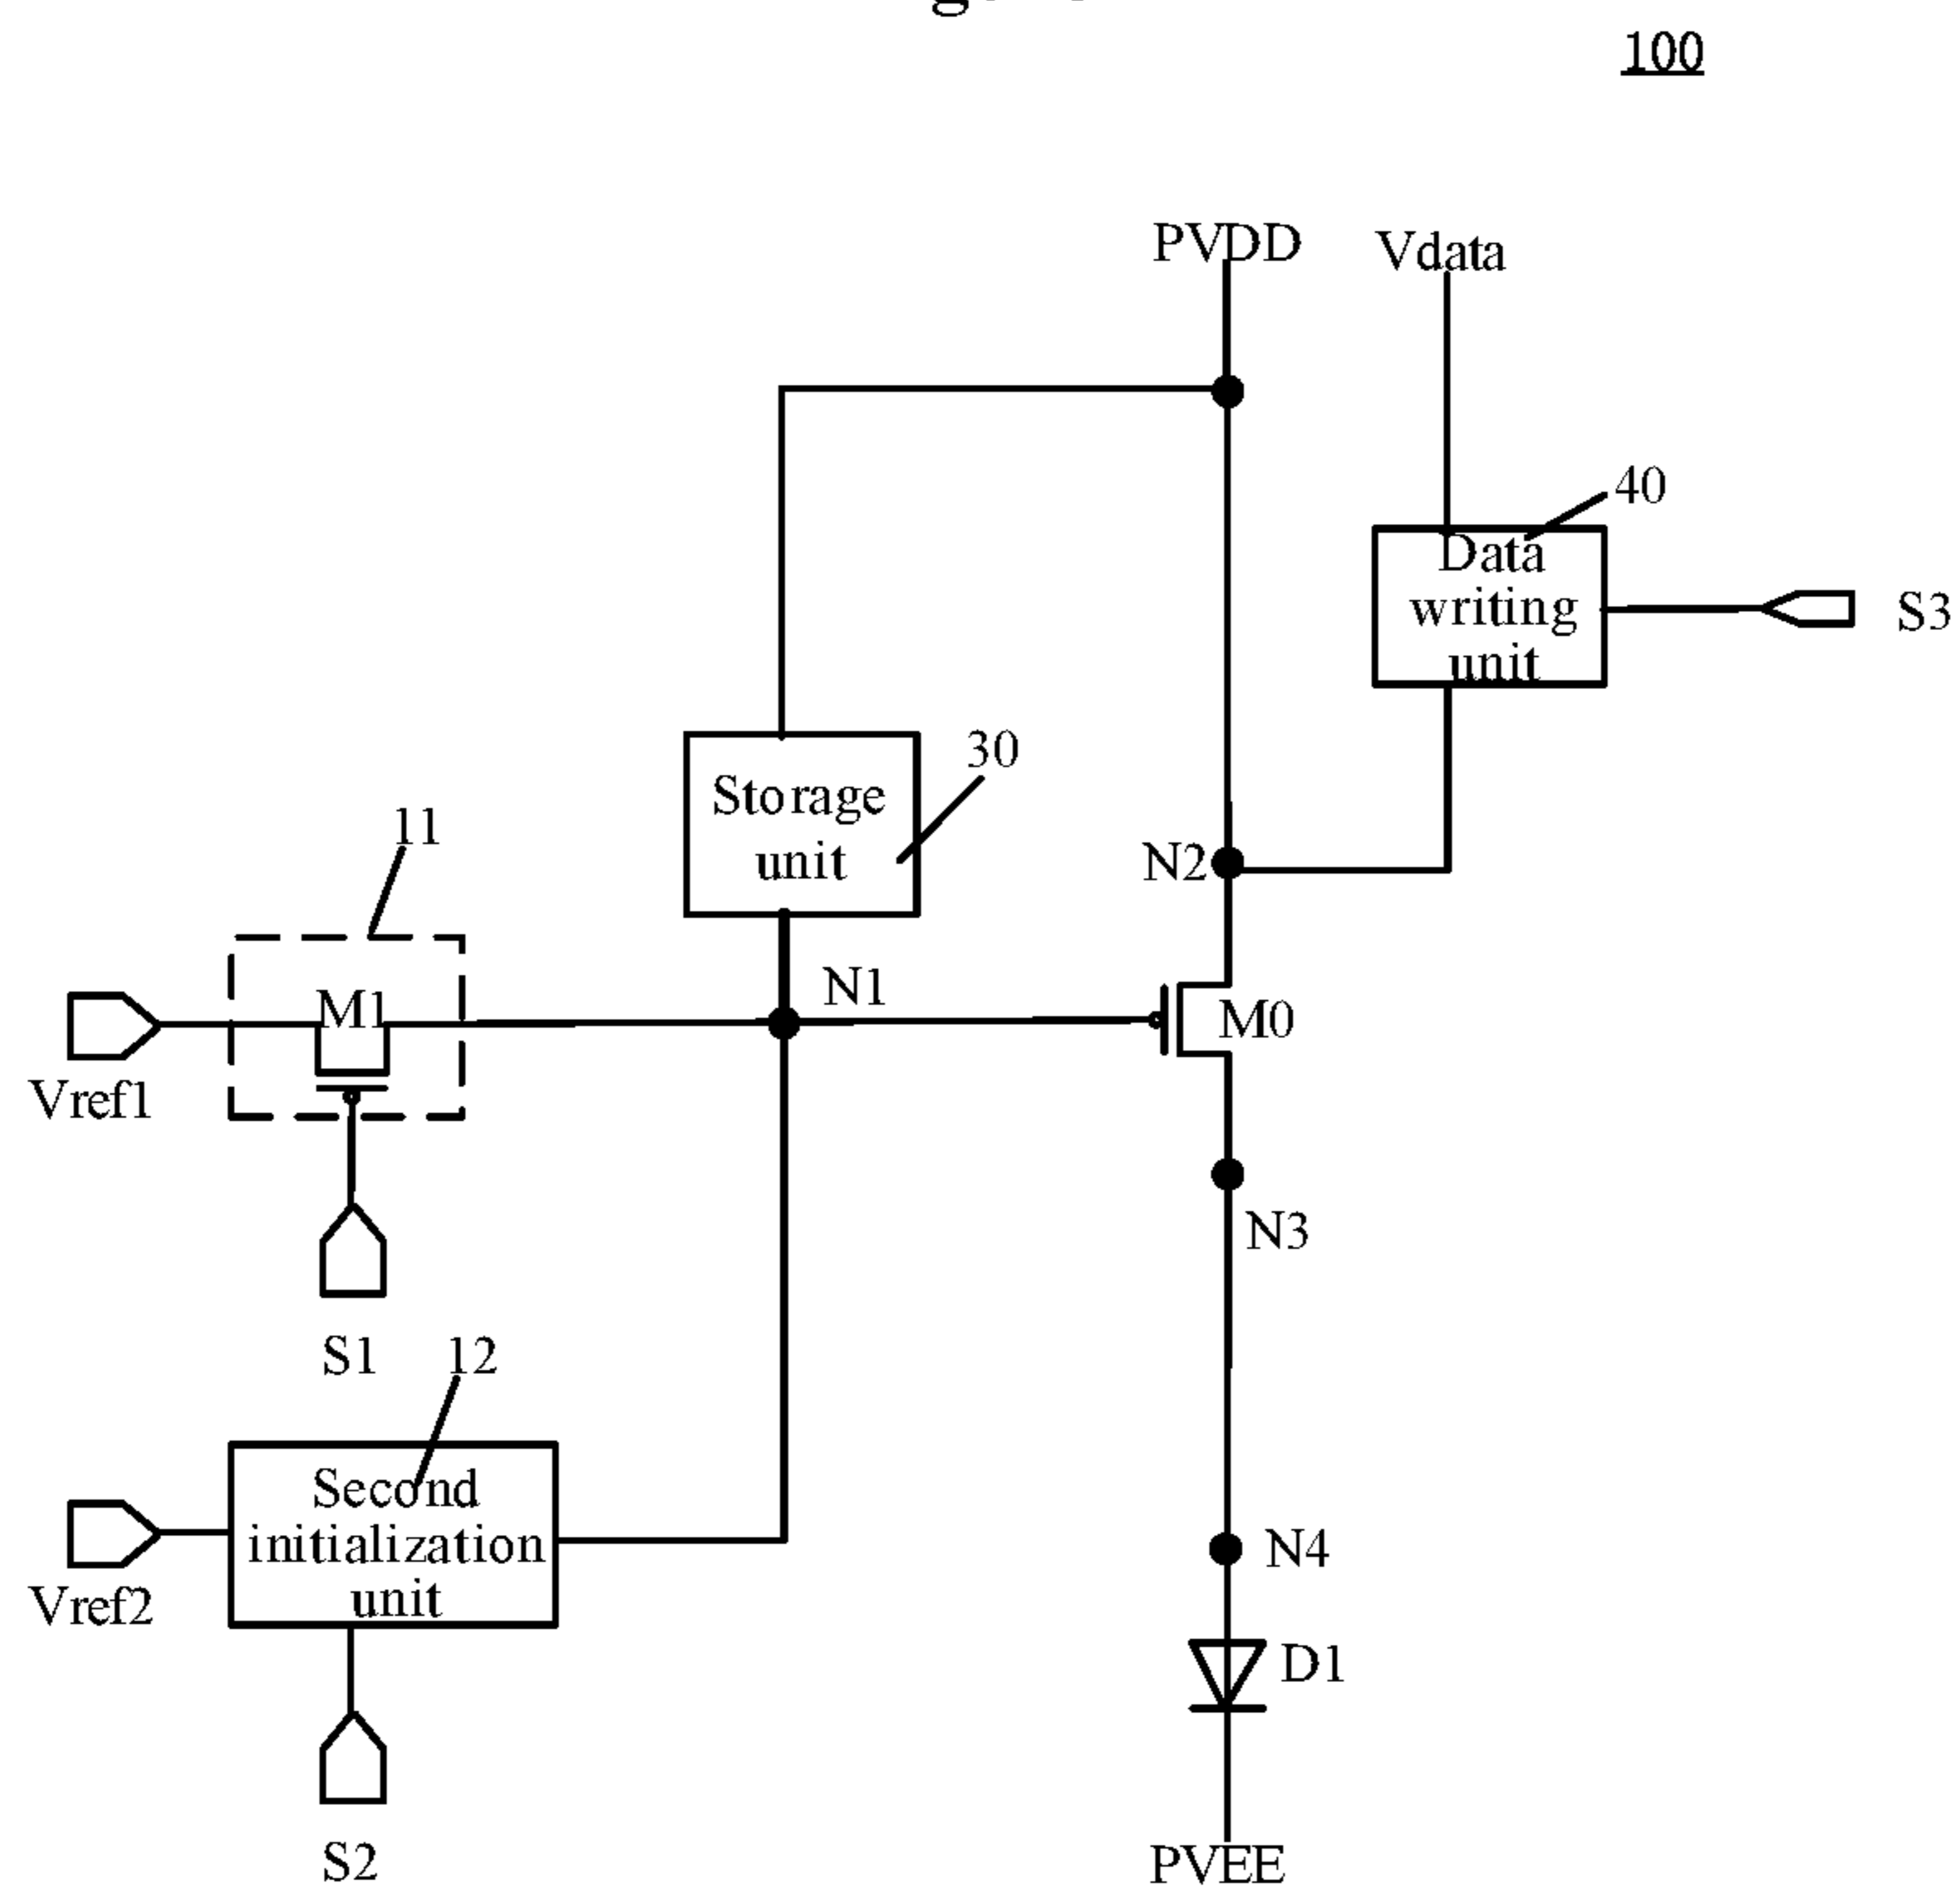 100
PVDD
Vdata
40
Data
writing
unit
S3
30
Storage
unit
11
N2
M1
N1
M0
Vref1
N3
S1
12
Second
initialization
unit
Vref2
N4
D1
S2
PVEE